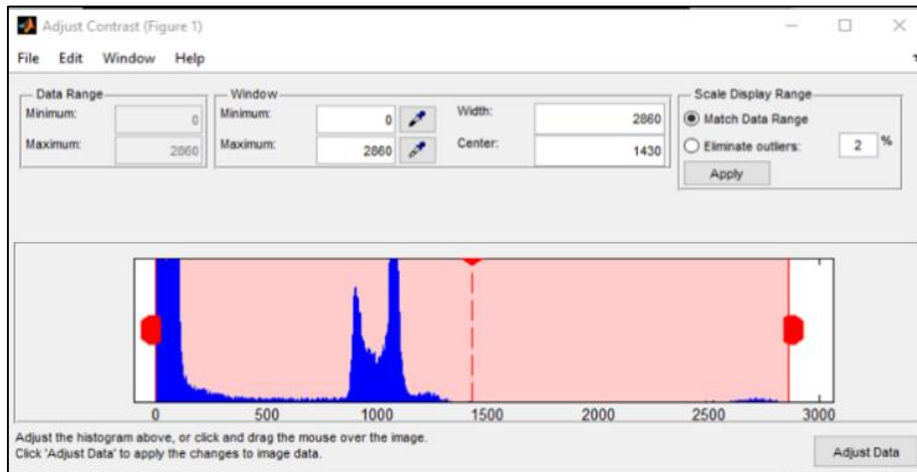 Adjust Contrast (Figure 1)
File Edit Window Help
Data Range
Minimum: 0
Maximum: 2860
Window
Minimum: 0
Maximum: 2860
Width: 2860
Center: 1430
Scale Display Range
Match Data Range
Eliminate outliers: 2 %
Apply
0 500 1000 1500 2000 2500 3000
Adjust the histogram above, or click and drag the mouse over the image.
Click 'Adjust Data' to apply the changes to image data.
Adjust Data